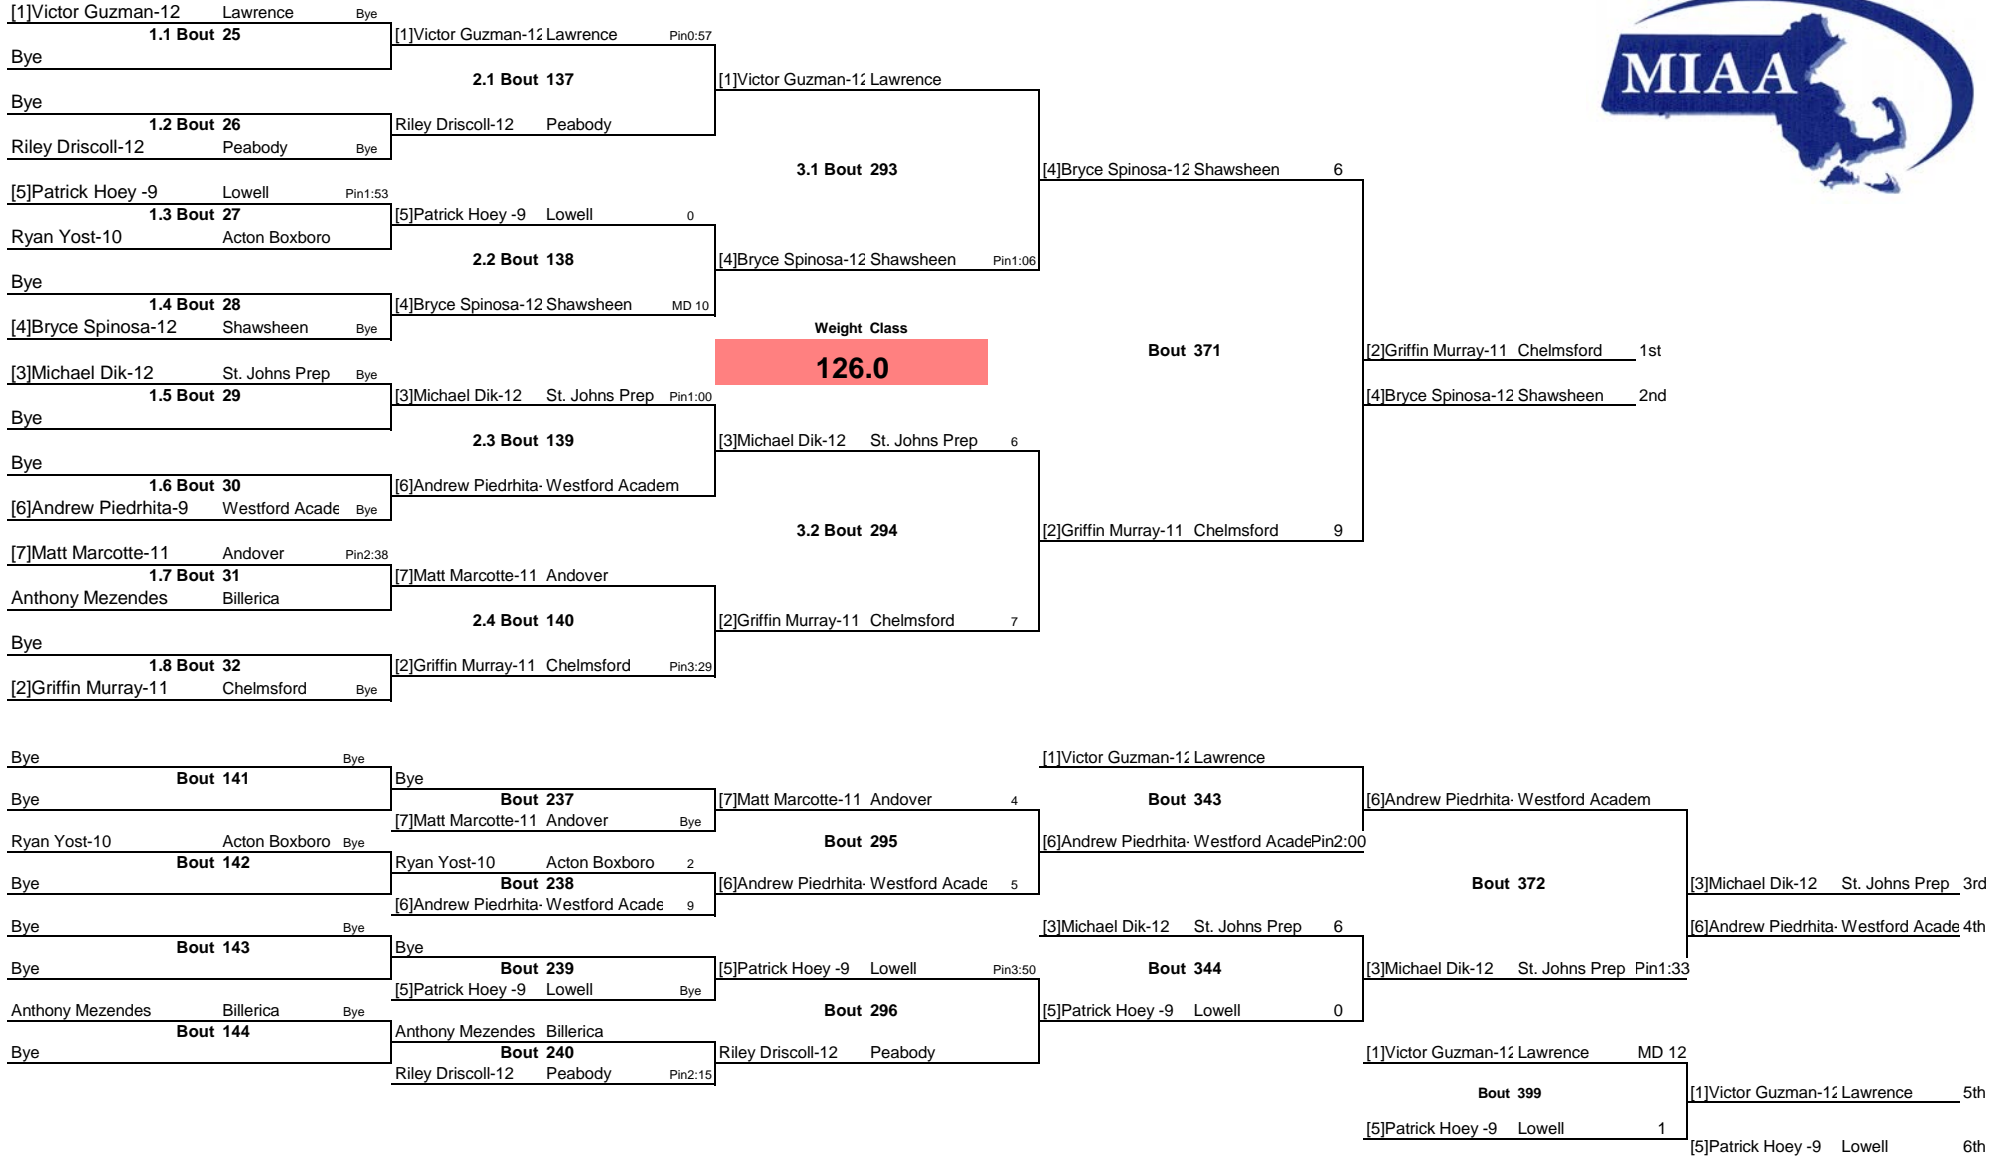 MIAA
[1]Victor Guzman-12 Lawrence Bye
1.1 Bout 25
Bye
Bye
1.2 Bout 26
Riley Driscoll-12 Peabody Bye
[5]Patrick Hoey -9 Lowell Pin1:53
1.3 Bout 27
Ryan Yost-10 Acton Boxboro
Bye
1.4 Bout 28
[4]Bryce Spinosa-12 Shawsheen Bye
[3]Michael Dik-12 St. Johns Prep Bye
1.5 Bout 29
Bye
Bye
1.6 Bout 30
[6]Andrew Piedrhita-9 Westford Acade Bye
[7]Matt Marcotte-11 Andover Pin2:38
1.7 Bout 31
Anthony Mezendes Billerica
Bye
1.8 Bout 32
[2]Griffin Murray-11 Chelmsford Bye
[1]Victor Guzman-12 Lawrence Pin0:57
2.1 Bout 137
Riley Driscoll-12 Peabody
[5]Patrick Hoey -9 Lowell 0
2.2 Bout 138
[4]Bryce Spinosa-12 Shawsheen MD 10
[3]Michael Dik-12 St. Johns Prep Pin1:00
2.3 Bout 139
[6]Andrew Piedrhita- Westford Academ
[7]Matt Marcotte-11 Andover
2.4 Bout 140
[2]Griffin Murray-11 Chelmsford Pin3:29
[1]Victor Guzman-12 Lawrence
3.1 Bout 293
[4]Bryce Spinosa-12 Shawsheen Pin1:06
Weight Class
126.0
[3]Michael Dik-12 St. Johns Prep 6
3.2 Bout 294
[2]Griffin Murray-11 Chelmsford 7
[4]Bryce Spinosa-12 Shawsheen 6
Bout 371
[2]Griffin Murray-11 Chelmsford 9
[2]Griffin Murray-11 Chelmsford 1st
[4]Bryce Spinosa-12 Shawsheen 2nd
Bye Bye
Bout 141
Bye
Ryan Yost-10 Acton Boxboro Bye
Bout 142
Bye
Bye Bye
Bout 143
Bye
Anthony Mezendes Billerica Bye
Bout 144
Bye
Bye
Bout 237
[7]Matt Marcotte-11 Andover Bye
Ryan Yost-10 Acton Boxboro 2
Bout 238
[6]Andrew Piedrhita- Westford Acade 9
Bye
Bout 239
[5]Patrick Hoey -9 Lowell Bye
Anthony Mezendes Billerica
Bout 240
Riley Driscoll-12 Peabody Pin2:15
[7]Matt Marcotte-11 Andover 4
Bout 295
[6]Andrew Piedrhita- Westford Acade 5
[5]Patrick Hoey -9 Lowell Pin3:50
Bout 296
Riley Driscoll-12 Peabody
[1]Victor Guzman-12 Lawrence
Bout 343
[6]Andrew Piedrhita- Westford AcadePin2:00
[3]Michael Dik-12 St. Johns Prep 6
Bout 344
[5]Patrick Hoey -9 Lowell 0
[6]Andrew Piedrhita- Westford Academ
Bout 372
[3]Michael Dik-12 St. Johns Prep Pin1:33
[3]Michael Dik-12 St. Johns Prep 3rd
[6]Andrew Piedrhita- Westford Acade 4th
[1]Victor Guzman-12 Lawrence MD 12
Bout 399
[5]Patrick Hoey -9 Lowell 1
[1]Victor Guzman-12 Lawrence 5th
[5]Patrick Hoey -9 Lowell 6th